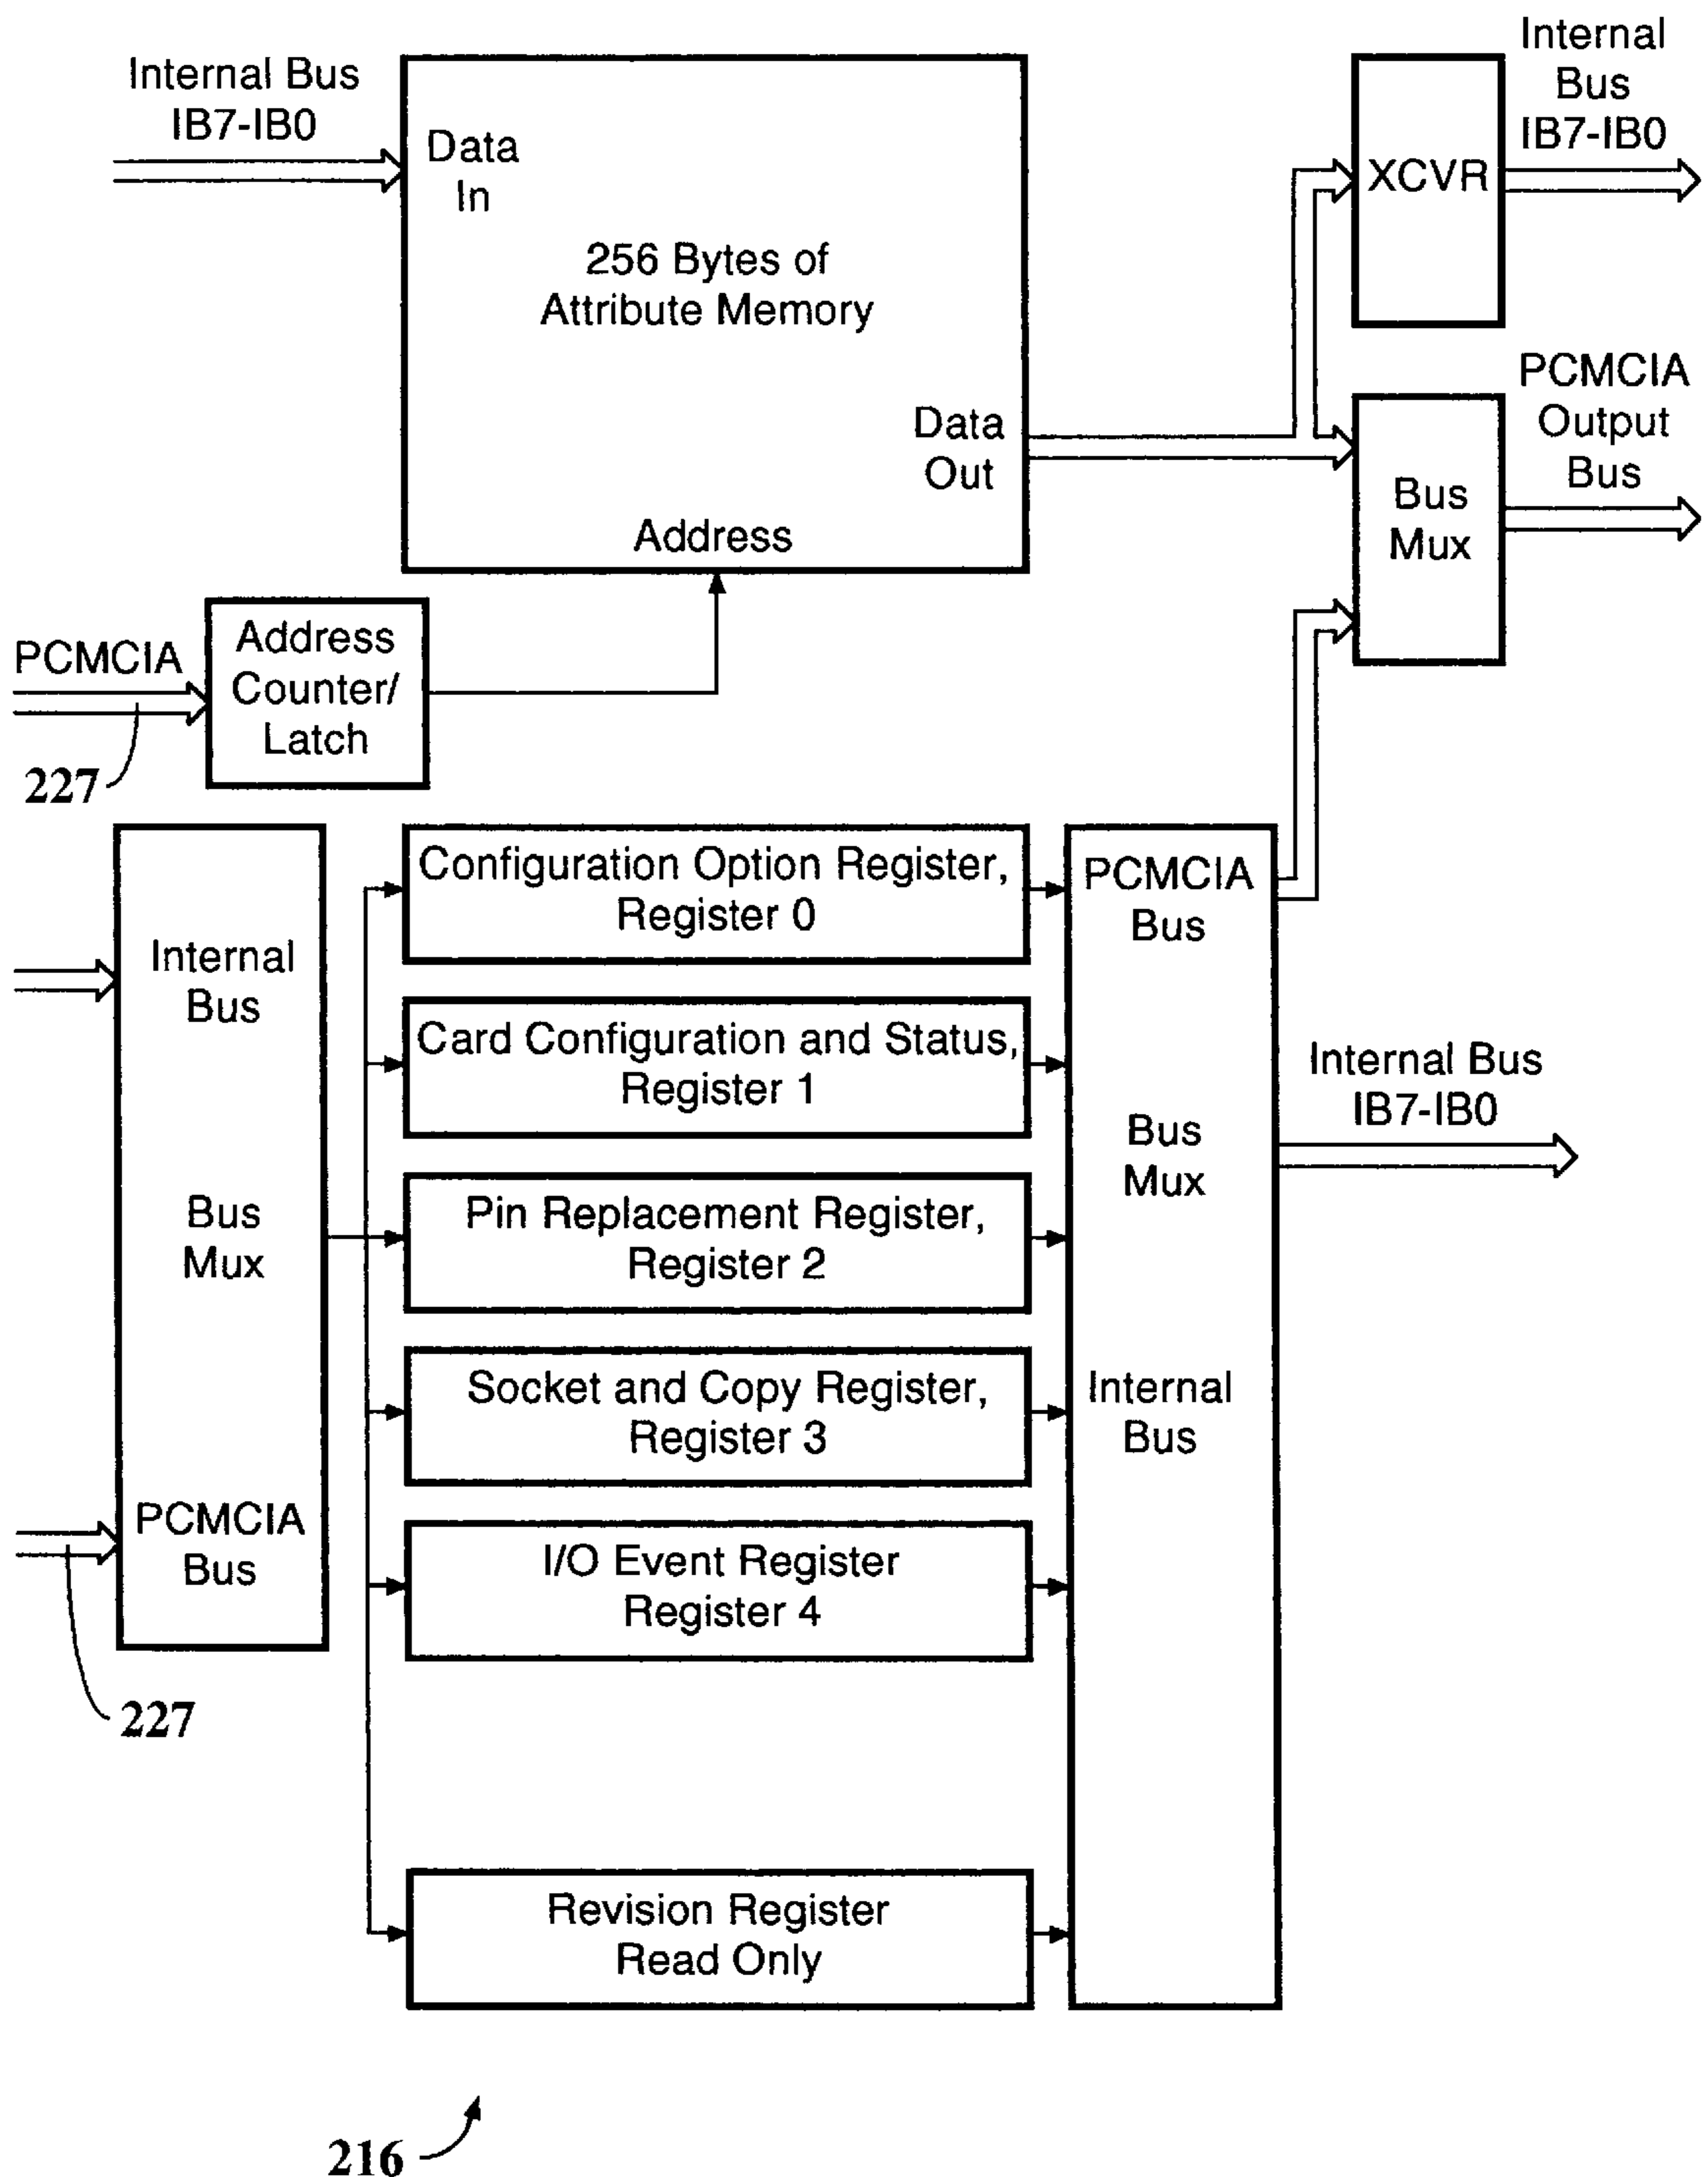 Internal Bus
IB7-IB0
Data
In
256 Bytes of
Attribute Memory
Data
Out
Address
XCVR
Internal
Bus
IB7-IB0
PCMCIA
Output
Bus
Bus
Mux
PCMCIA
227
Address
Counter/
Latch
Internal
Bus
Bus
Mux
PCMCIA
Bus
227
Configuration Option Register,
Register 0
Card Configuration and Status,
Register 1
Pin Replacement Register,
Register 2
Socket and Copy Register,
Register 3
I/O Event Register
Register 4
Revision Register
Read Only
PCMCIA
Bus
Bus
Mux
Internal
Bus
Internal Bus
IB7-IB0
216